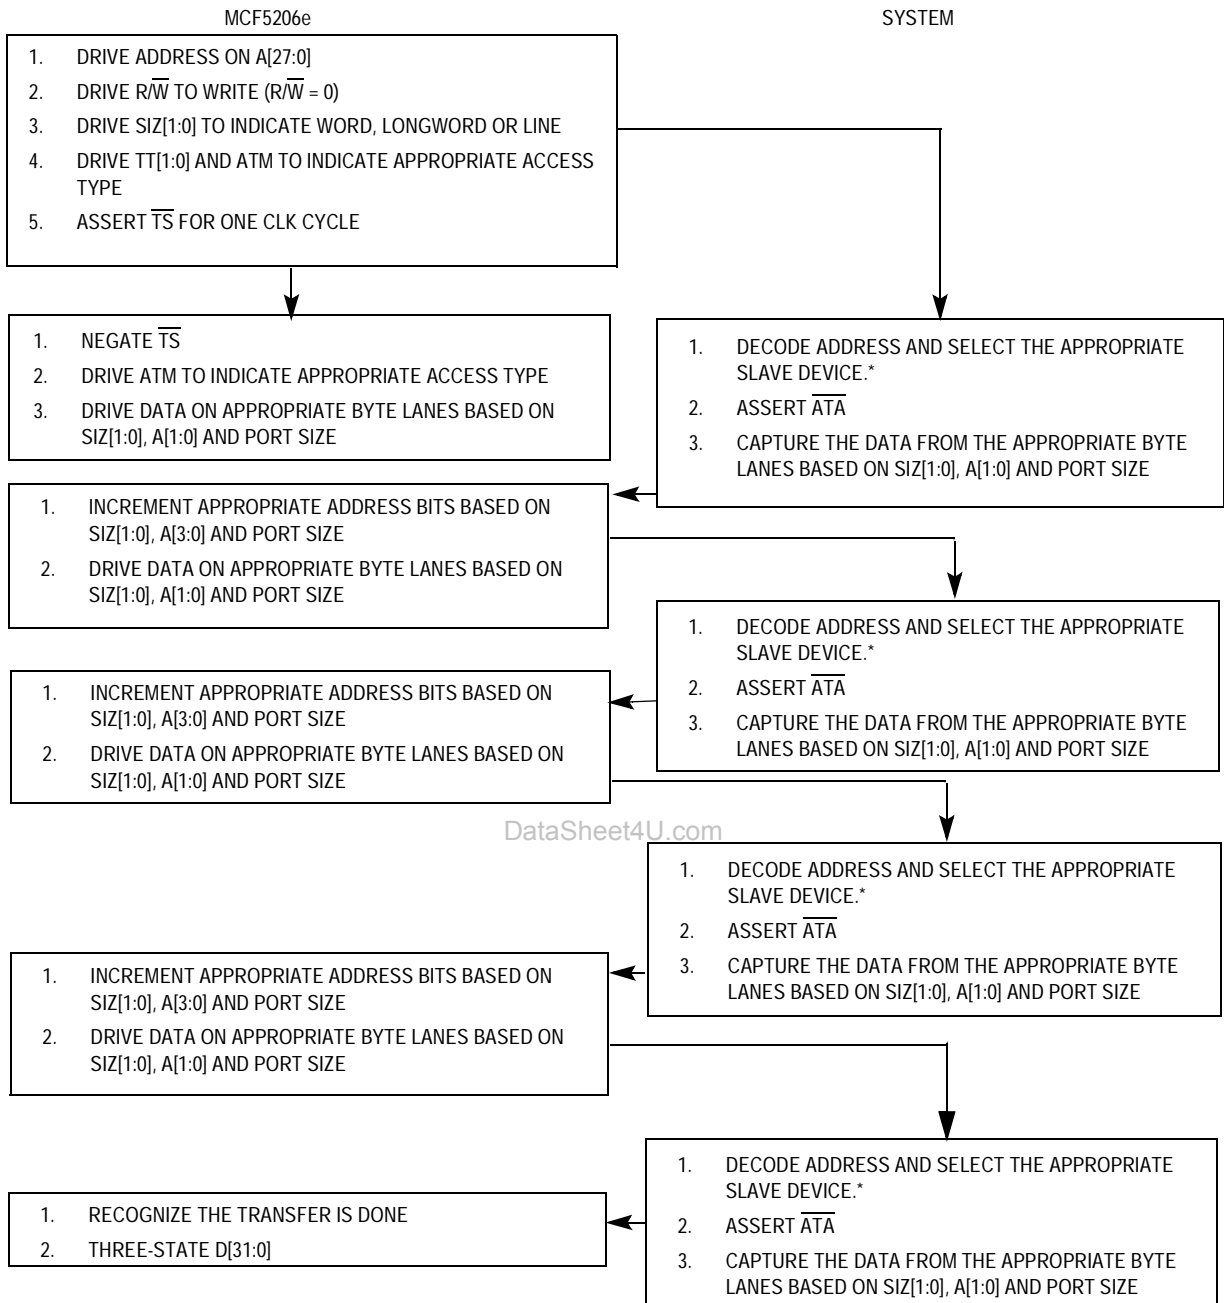 MCF5206e
SYSTEM
1. DRIVE ADDRESS ON A[27:0]
2. DRIVE R/W̅ TO WRITE (R/W̅ = 0)
3. DRIVE SIZ[1:0] TO INDICATE WORD, LONGWORD OR LINE
4. DRIVE TT[1:0] AND ATM TO INDICATE APPROPRIATE ACCESS
TYPE
5. ASSERT T̅S̅ FOR ONE CLK CYCLE
1. NEGATE T̅S̅
2. DRIVE ATM TO INDICATE APPROPRIATE ACCESS TYPE
3. DRIVE DATA ON APPROPRIATE BYTE LANES BASED ON
SIZ[1:0], A[1:0] AND PORT SIZE
1. DECODE ADDRESS AND SELECT THE APPROPRIATE
SLAVE DEVICE.*
2. ASSERT A̅T̅A̅
3. CAPTURE THE DATA FROM THE APPROPRIATE BYTE
LANES BASED ON SIZ[1:0], A[1:0] AND PORT SIZE
1. INCREMENT APPROPRIATE ADDRESS BITS BASED ON
SIZ[1:0], A[3:0] AND PORT SIZE
2. DRIVE DATA ON APPROPRIATE BYTE LANES BASED ON
SIZ[1:0], A[1:0] AND PORT SIZE
1. DECODE ADDRESS AND SELECT THE APPROPRIATE
SLAVE DEVICE.*
2. ASSERT A̅T̅A̅
3. CAPTURE THE DATA FROM THE APPROPRIATE BYTE
LANES BASED ON SIZ[1:0], A[1:0] AND PORT SIZE
1. INCREMENT APPROPRIATE ADDRESS BITS BASED ON
SIZ[1:0], A[3:0] AND PORT SIZE
2. DRIVE DATA ON APPROPRIATE BYTE LANES BASED ON
SIZ[1:0], A[1:0] AND PORT SIZE
DataSheet4U.com
1. DECODE ADDRESS AND SELECT THE APPROPRIATE
SLAVE DEVICE.*
2. ASSERT A̅T̅A̅
3. CAPTURE THE DATA FROM THE APPROPRIATE BYTE
LANES BASED ON SIZ[1:0], A[1:0] AND PORT SIZE
1. INCREMENT APPROPRIATE ADDRESS BITS BASED ON
SIZ[1:0], A[3:0] AND PORT SIZE
2. DRIVE DATA ON APPROPRIATE BYTE LANES BASED ON
SIZ[1:0], A[1:0] AND PORT SIZE
1. DECODE ADDRESS AND SELECT THE APPROPRIATE
SLAVE DEVICE.*
2. ASSERT A̅T̅A̅
3. CAPTURE THE DATA FROM THE APPROPRIATE BYTE
LANES BASED ON SIZ[1:0], A[1:0] AND PORT SIZE
1. RECOGNIZE THE TRANSFER IS DONE
2. THREE-STATE D[31:0]